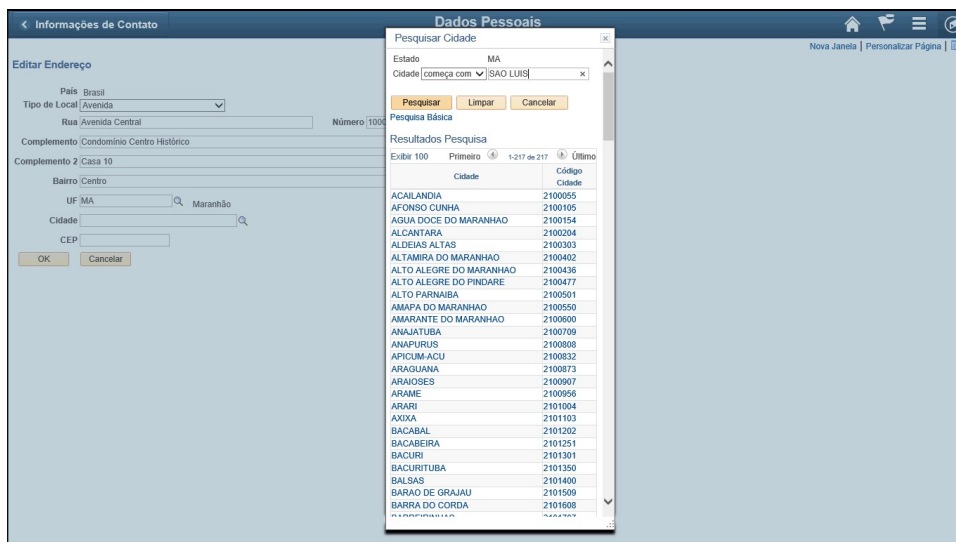 Informações de Contato
Dados Pessoais
Nova Janela | Personalizar Página |
Editar Endereço
País Brasil
Tipo de Local Avenida
Rua Avenida Central Número 1000
Complemento Condomínio Centro Histórico
Complemento 2 Casa 10
Bairro Centro
UF MA Maranhão
Cidade
CEP
OK Cancelar
Pesquisar Cidade
Estado MA
Cidade começa com SAO LUIS
Pesquisar Limpar Cancelar
Pesquisa Básica
Resultados Pesquisa
Exibir 100 Primeiro 1-217 de 217 Último
Cidade Código Cidade
ACAILANDIA 2100055
AFONSO CUNHA 2100105
AGUA DOCE DO MARANHAO 2100154
ALCANTARA 2100204
ALDEIAS ALTAS 2100303
ALTAMIRA DO MARANHAO 2100402
ALTO ALEGRE DO MARANHAO 2100436
ALTO ALEGRE DO PINDARE 2100477
ALTO PARNAIBA 2100501
AMAPA DO MARANHAO 2100550
AMARANTE DO MARANHAO 2100600
ANAJATUBA 2100709
ANAPURUS 2100808
APICUM-ACU 2100832
ARAGUANA 2100873
ARAIOSES 2100907
ARAME 2100956
ARARI 2101004
AXIXA 2101103
BACABAL 2101202
BACABEIRA 2101251
BACURI 2101301
BACURITUBA 2101350
BALSAS 2101400
BARAO DE GRAJAU 2101509
BARRA DO CORDA 2101608